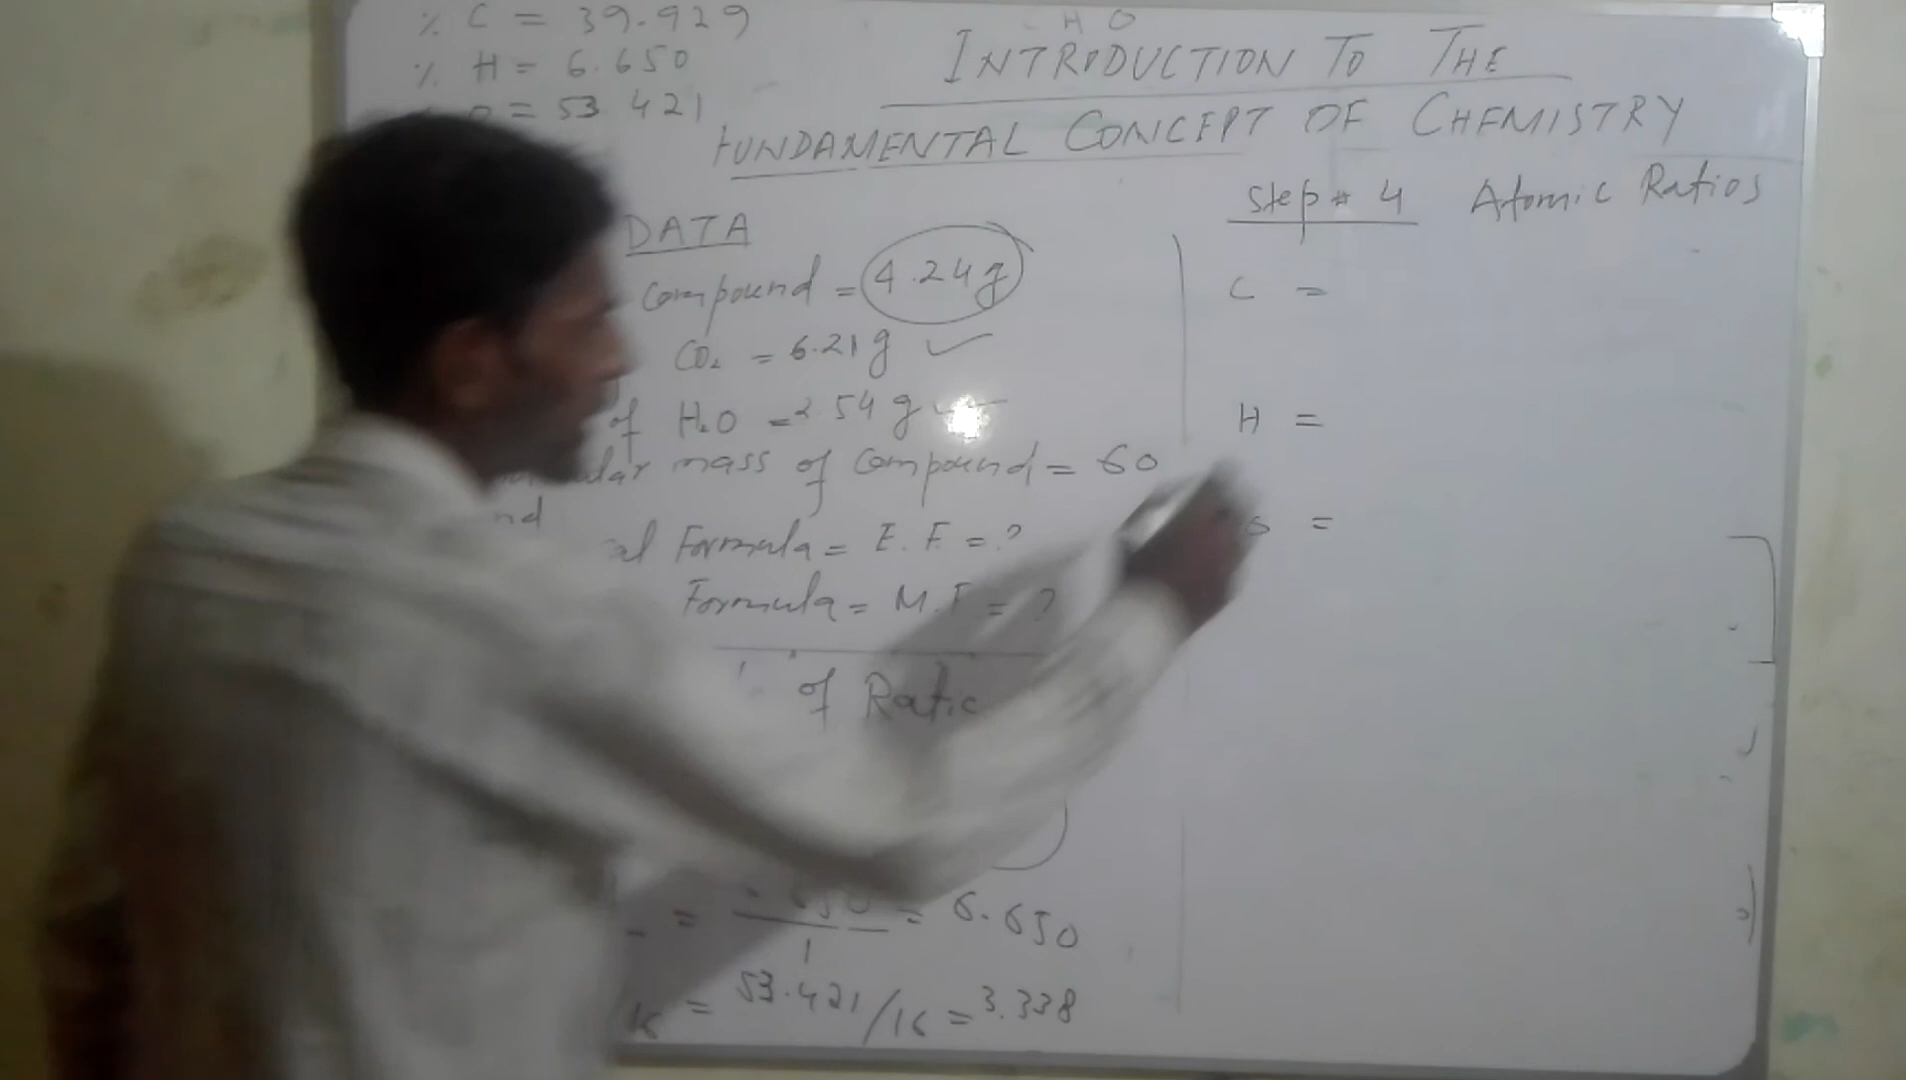 % C = 39.929
% H = 6.650
= 53.421
H O
INTRODUCTION TO THE
FUNDAMENTAL CONCEPT OF CHEMISTRY
DATA
Compound = 4.24 g
CO₂ = 6.21 g ✓
of H₂O = 2.54 g
mass of Compound = 60
nd
Formula = E. F. = ?
Formula = M.F = ?
of Ratio
= 650 / 1 = 6.650
= 53.421/16 = 3.338
Step # 4 Atomic Ratios
C =
H =
O =